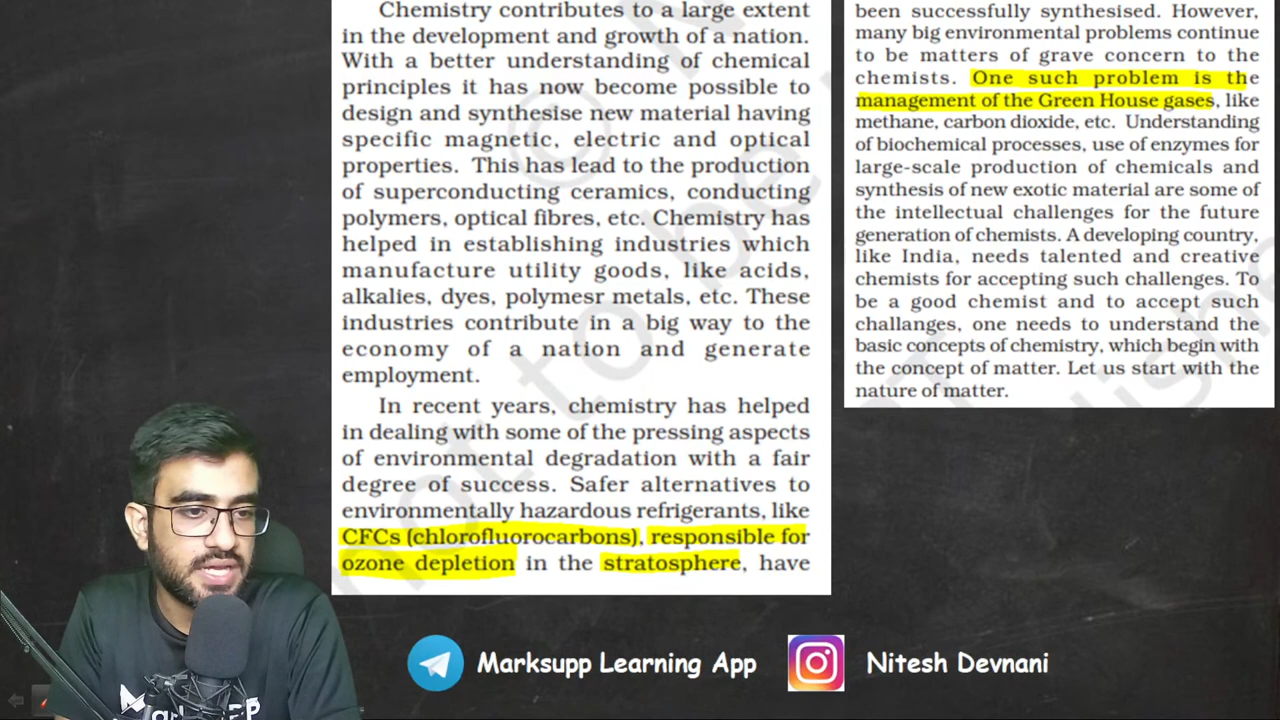 Chemistry contributes to a large extent
in the development and growth of a nation.
With a better understanding of chemical
principles it has now become possible to
design and synthesise new material having
specific magnetic, electric and optical
properties. This has lead to the production
of superconducting ceramics, conducting
polymers, optical fibres, etc. Chemistry has
helped in establishing industries which
manufacture utility goods, like acids,
alkalies, dyes, polymesr metals, etc. These
industries contribute in a big way to the
economy of a nation and generate
employment.
In recent years, chemistry has helped
in dealing with some of the pressing aspects
of environmental degradation with a fair
degree of success. Safer alternatives to
environmentally hazardous refrigerants, like
CFCs (chlorofluorocarbons), responsible for
ozone depletion in the stratosphere, have
been successfully synthesised. However,
many big environmental problems continue
to be matters of grave concern to the
chemists. One such problem is the
management of the Green House gases, like
methane, carbon dioxide, etc. Understanding
of biochemical processes, use of enzymes for
large-scale production of chemicals and
synthesis of new exotic material are some of
the intellectual challenges for the future
generation of chemists. A developing country,
like India, needs talented and creative
chemists for accepting such challenges. To
be a good chemist and to accept such
challanges, one needs to understand the
basic concepts of chemistry, which begin with
the concept of matter. Let us start with the
nature of matter.
© N
not to be
Marksupp Learning App
Nitesh Devnani